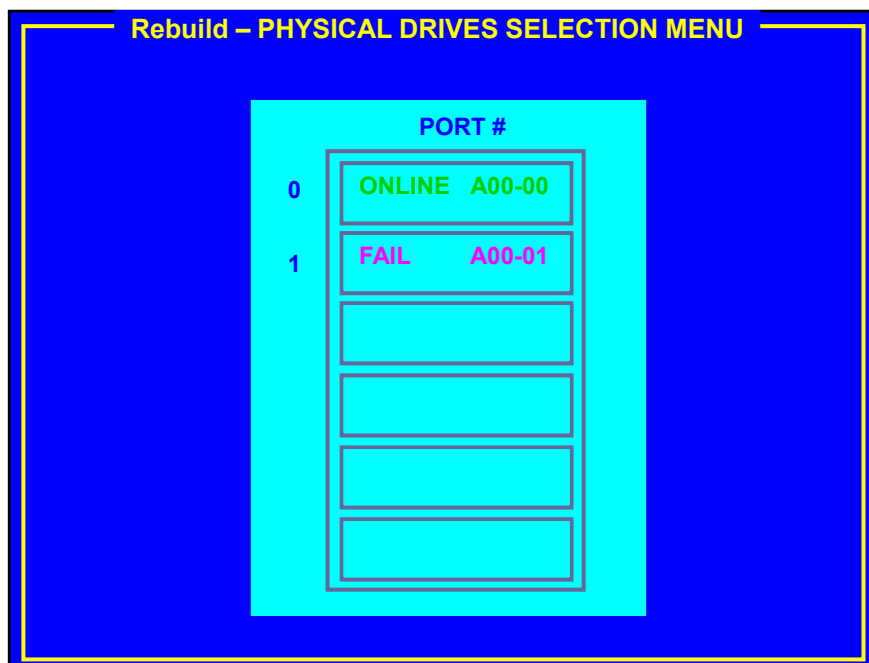 Rebuild – PHYSICAL DRIVES SELECTION MENU
PORT #
0 ONLINE A00-00
1 FAIL A00-01